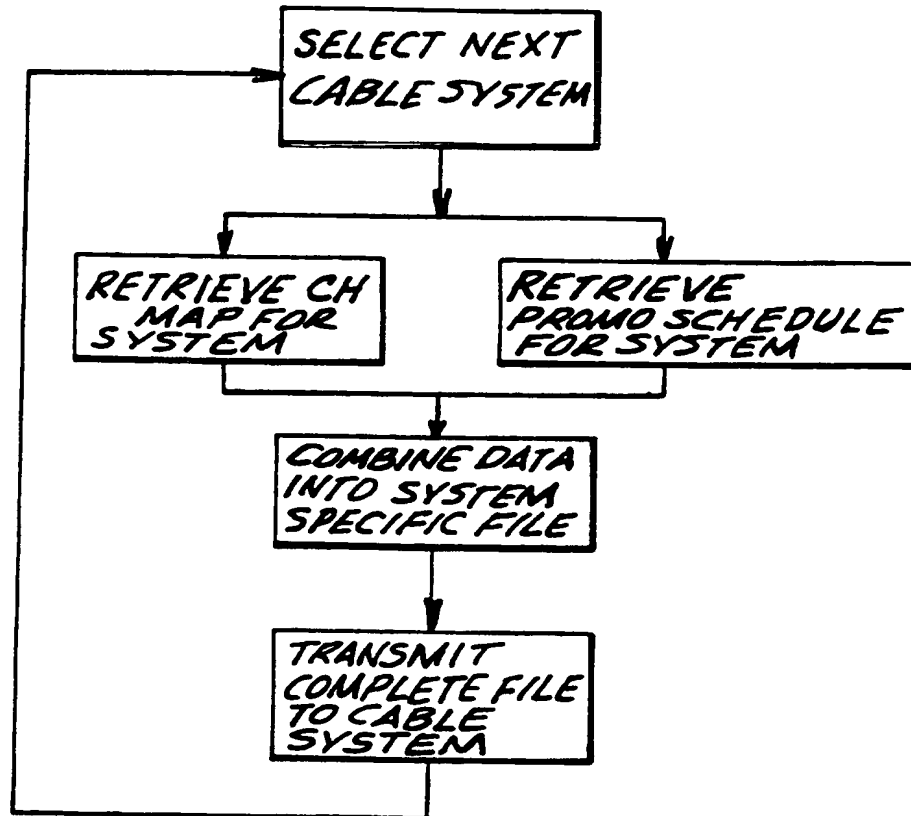 SELECT NEXT
CABLE SYSTEM
RETRIEVE CH
MAP FOR
SYSTEM
RETRIEVE
PROMO SCHEDULE
FOR SYSTEM
COMBINE DATA
INTO SYSTEM
SPECIFIC FILE
TRANSMIT
COMPLETE FILE
TO CABLE
SYSTEM